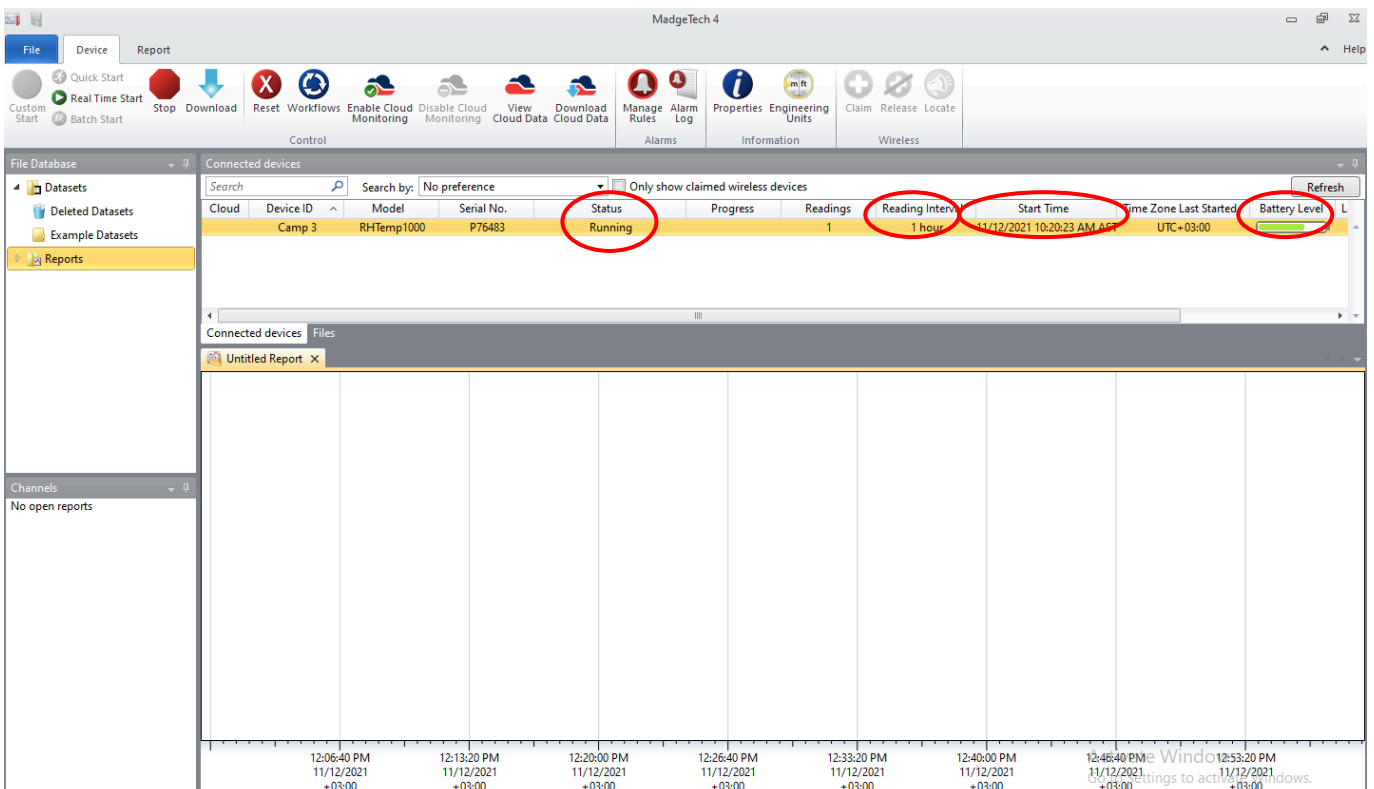 MadgeTech 4
File Device Report Help
Custom Start
Quick Start
Real Time Start
Batch Start
Stop
Download
Reset
Workflows
Enable Cloud Monitoring
Disable Cloud Monitoring
View Cloud Data
Download Cloud Data
Manage Rules
Alarm Log
Properties
Engineering Units
Claim
Release
Locate
Control Alarms Information Wireless
File Database
Datasets
Deleted Datasets
Example Datasets
Reports
Channels
No open reports
Connected devices
Search Search by: No preference Only show claimed wireless devices Refresh
Cloud Device ID Model Serial No. Status Progress Readings Reading Interval Start Time Time Zone Last Started Battery Level L
Camp 3 RHTemp1000 P76483 Running 1 1 hour 11/12/2021 10:20:23 AM AST UTC+03:00
Connected devices Files
Untitled Report
12:06:40 PM 12:13:20 PM 12:20:00 PM 12:26:40 PM 12:33:20 PM 12:40:00 PM 12:46:40 PM 12:53:20 PM
11/12/2021 11/12/2021 11/12/2021 11/12/2021 11/12/2021 11/12/2021 11/12/2021 11/12/2021
+03:00 +03:00 +03:00 +03:00 +03:00 +03:00 +03:00 +03:00
Activate Windows
Go to Settings to activate Windows.